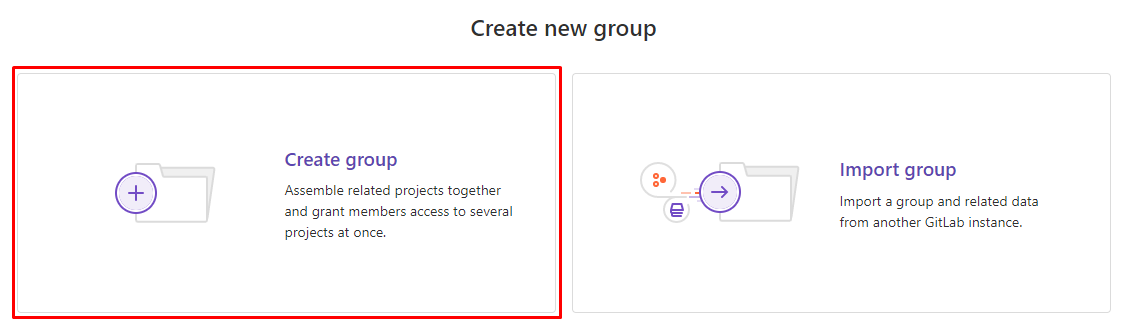 Create new group
Create group
Assemble related projects together
and grant members access to several
projects at once.
Import group
Import a group and related data
from another GitLab instance.